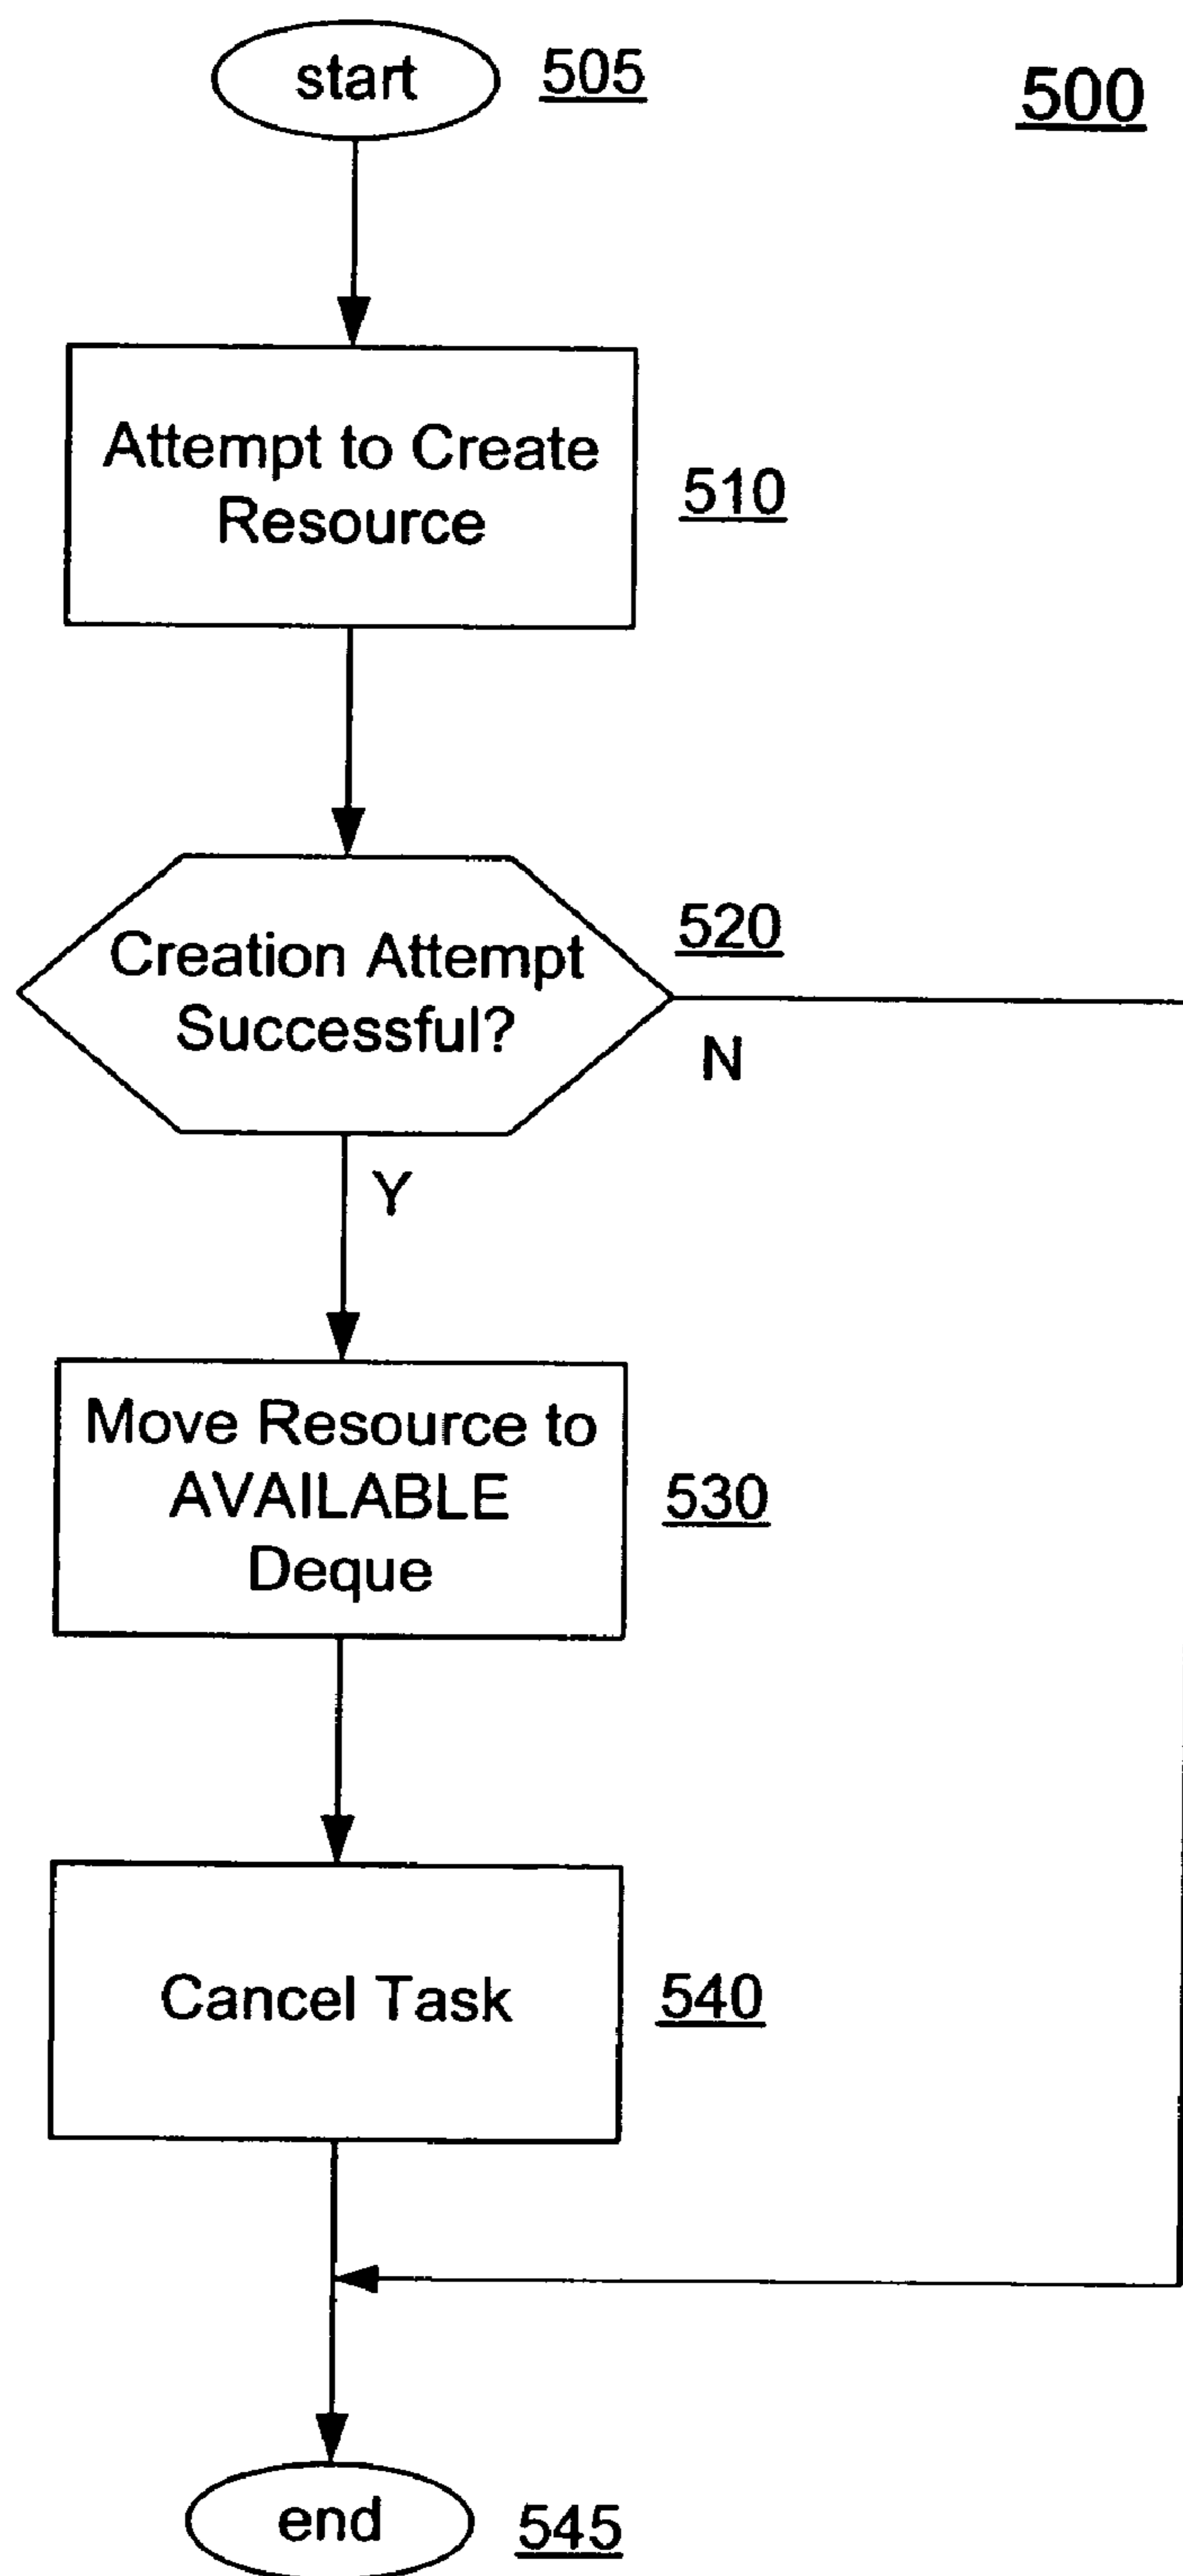 start
505
500
Attempt to Create
Resource
510
Creation Attempt
Successful?
520
N
Y
Move Resource to
AVAILABLE
Deque
530
Cancel Task
540
end
545